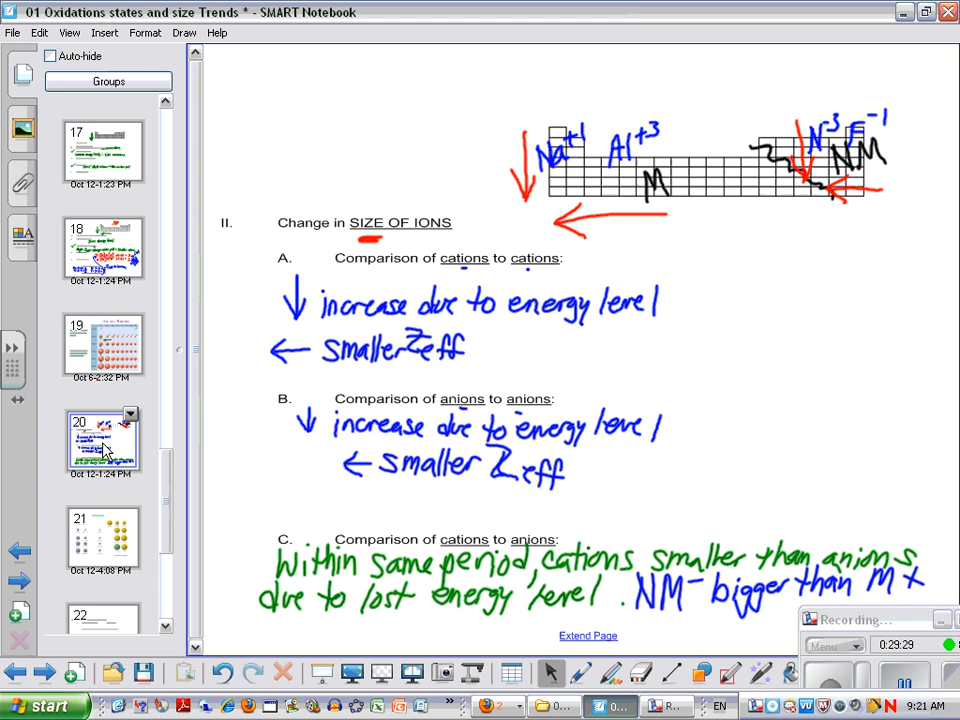 01 Oxidations states and size Trends * - SMART Notebook
File Edit View Insert Format Draw Help
Auto-hide
Groups
17
Oct 12-1:23 PM
18
Oct 12-1:24 PM
19
Oct 6-2:32 PM
20
Oct 12-1:24 PM
21
Oct 12-4:08 PM
22
Na+1 Al+3 N-3 F-1
NM
M
II. Change in SIZE OF IONS
A. Comparison of cations to cations:
↓ increase due to energy level
← smaller Zeff
B. Comparison of anions to anions:
↓ increase due to energy level
← smaller Zeff
C. Comparison of cations to anions:
Within same period, cations smaller than anions
due to lost energy level. NM- bigger than M+
Extend Page
Recording...
Menu
0:29:29
start
2
0...
0...
R...
EN
9:21 AM